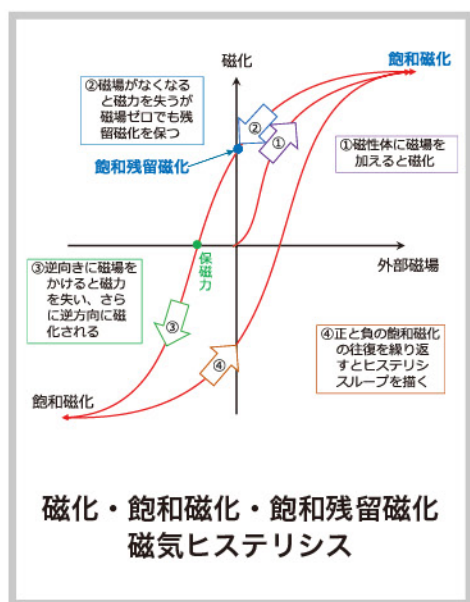 磁化
飽和磁化
②磁場がなくなる
と磁力を失うが
磁場ゼロでも残
留磁化を保つ
②
①
①磁性体に磁場を
加えると磁化
飽和残留磁化
外部磁場
保磁力
③逆向きに磁場を
かけると磁力
を失い、さら
に逆方向に磁
化される
③
④
④正と負の飽和磁化
の往復を繰り返
すとヒステリシ
スループを描く
飽和磁化
磁化・飽和磁化・飽和残留磁化
磁気ヒステリシス